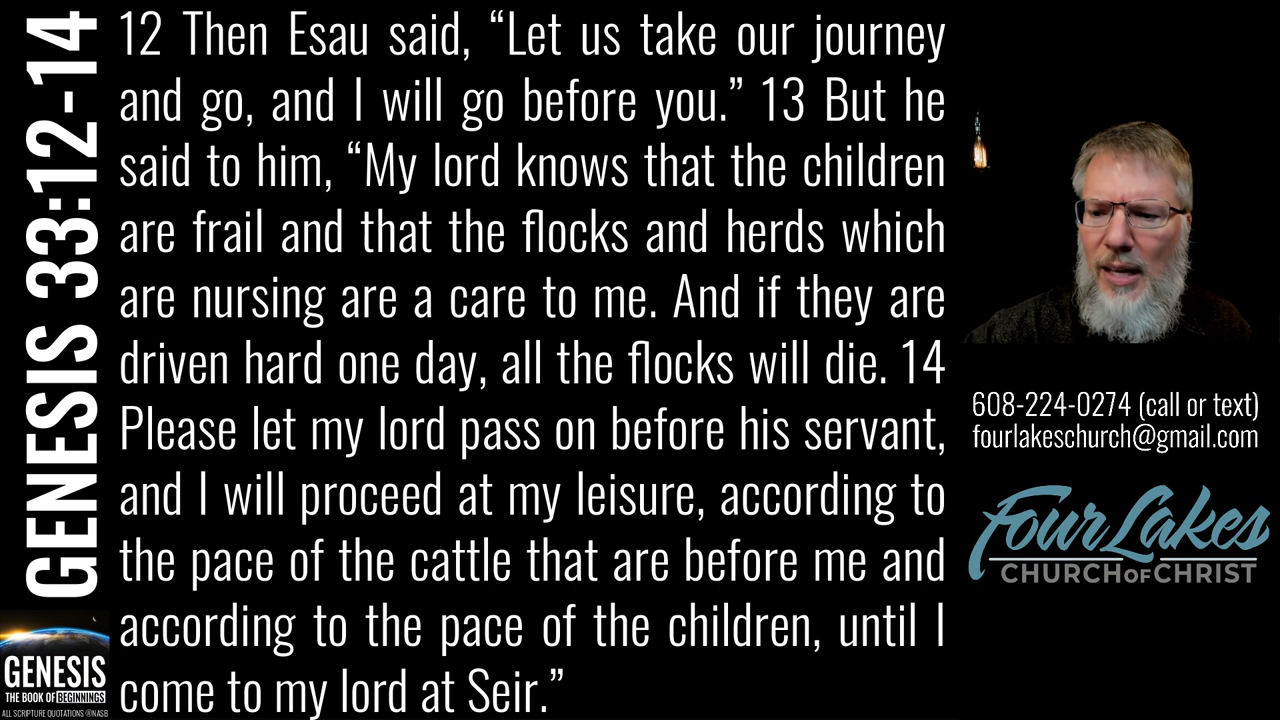 GENESIS 33:12-14
12 Then Esau said, “Let us take our journey
and go, and I will go before you.” 13 But he
said to him, “My lord knows that the children
are frail and that the flocks and herds which
are nursing are a care to me. And if they are
driven hard one day, all the flocks will die. 14
Please let my lord pass on before his servant,
and I will proceed at my leisure, according to
the pace of the cattle that are before me and
according to the pace of the children, until I
come to my lord at Seir.”
608-224-0274 (call or text)
fourlakeschurch@gmail.com
Four Lakes
CHURCH OF CHRIST
GENESIS
THE BOOK OF BEGINNINGS
ALL SCRIPTURE QUOTATIONS ®NASB